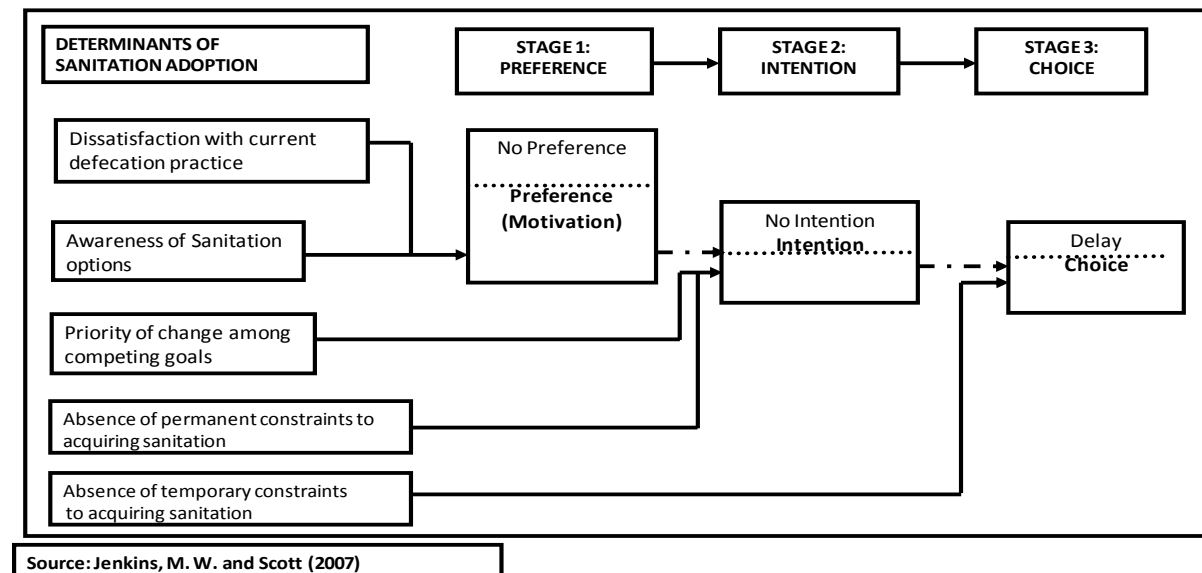 DETERMINANTS OF
SANITATION ADOPTION
STAGE 1:
PREFERENCE
STAGE 2:
INTENTION
STAGE 3:
CHOICE
Dissatisfaction with current
defecation practice
Awareness of Sanitation
options
Priority of change among
competing goals
Absence of permanent constraints to
acquiring sanitation
Absence of temporary constraints
to acquiring sanitation
No Preference
Preference
(Motivation)
No Intention
Intention
Delay
Choice
Source: Jenkins, M. W. and Scott (2007)